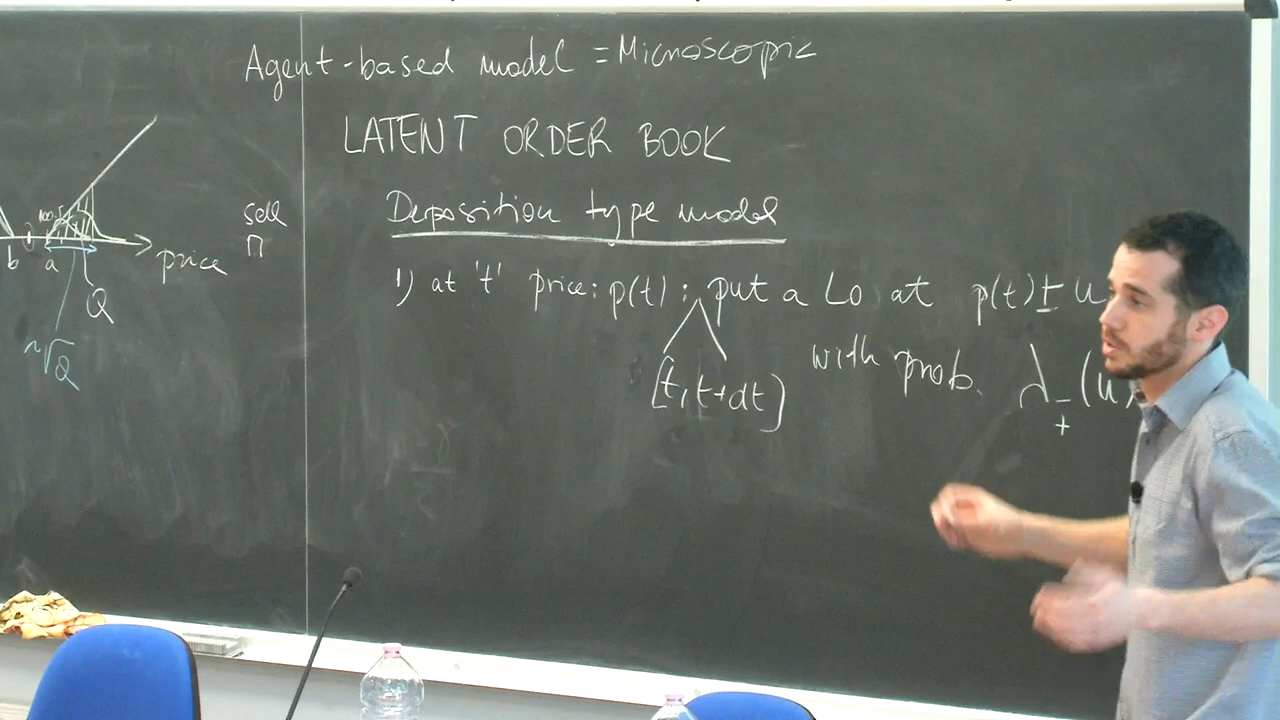 Agent-based model = Microscopic
LATENT ORDER BOOK
Deposition type model
1) at 't' price: p(t) : put a LO at p(t) ± u
[t, t+dt)
with prob. λ_-+(u)
sell
b a price
Q
~√Q